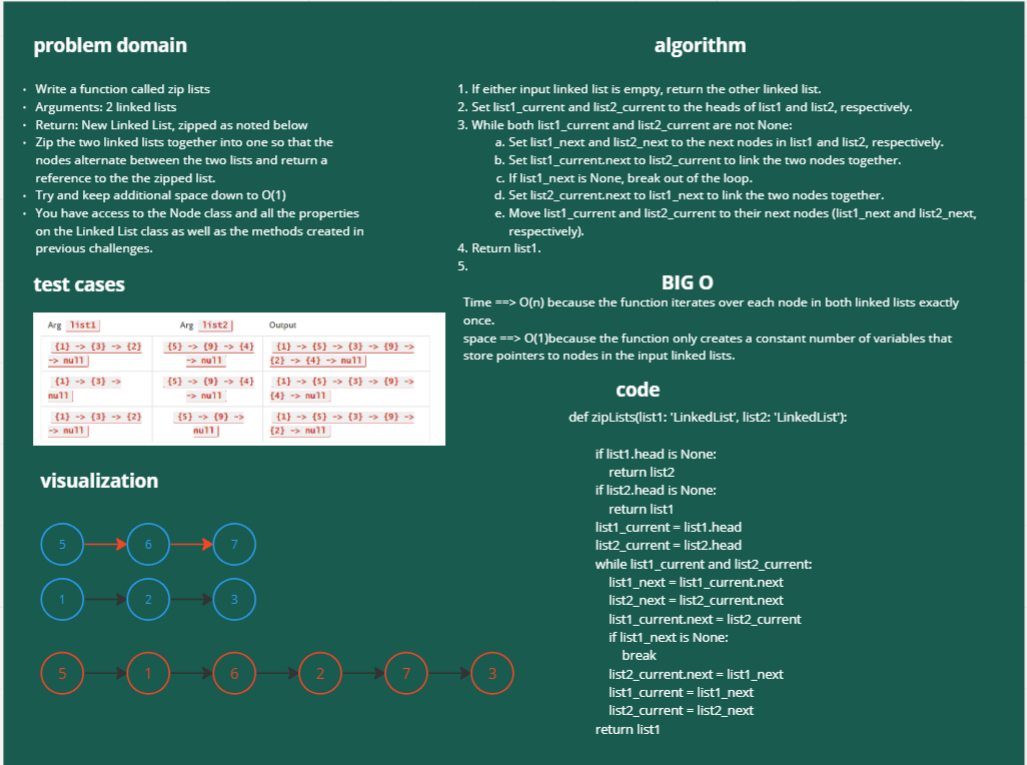 problem domain
Write a function called zip lists
Arguments: 2 linked lists
Return: New Linked List, zipped as noted below
Zip the two linked lists together into one so that the
nodes alternate between the two lists and return a
reference to the the zipped list.
Try and keep additional space down to O(1)
You have access to the Node class and all the properties
on the Linked List class as well as the methods created in
previous challenges.
test cases
Arg list1 Arg list2 Output
{1} -> {3} -> {2} {5} -> {9} -> {4} {1} -> {5} -> {3} -> {9} ->
-> null -> null {2} -> {4} -> null
{1} -> {3} -> {5} -> {9} -> {4} {1} -> {5} -> {3} -> {9} ->
null -> null {4} -> null
{1} -> {3} -> {2} {5} -> {9} -> {1} -> {5} -> {3} -> {9} ->
-> null null {2} -> null
visualization
5 6 7
1 2 3
5 1 6 2 7 3
algorithm
1. If either input linked list is empty, return the other linked list.
2. Set list1_current and list2_current to the heads of list1 and list2, respectively.
3. While both list1_current and list2_current are not None:
a. Set list1_next and list2_next to the next nodes in list1 and list2, respectively.
b. Set list1_current.next to list2_current to link the two nodes together.
c. If list1_next is None, break out of the loop.
d. Set list2_current.next to list1_next to link the two nodes together.
e. Move list1_current and list2_current to their next nodes (list1_next and list2_next,
respectively).
4. Return list1.
5.
BIG O
Time ==> O(n) because the function iterates over each node in both linked lists exactly
once.
space ==> O(1)because the function only creates a constant number of variables that
store pointers to nodes in the input linked lists.
code
def zipLists(list1: 'LinkedList', list2: 'LinkedList'):
if list1.head is None:
return list2
if list2.head is None:
return list1
list1_current = list1.head
list2_current = list2.head
while list1_current and list2_current:
list1_next = list1_current.next
list2_next = list2_current.next
list1_current.next = list2_current
if list1_next is None:
break
list2_current.next = list1_next
list1_current = list1_next
list2_current = list2_next
return list1